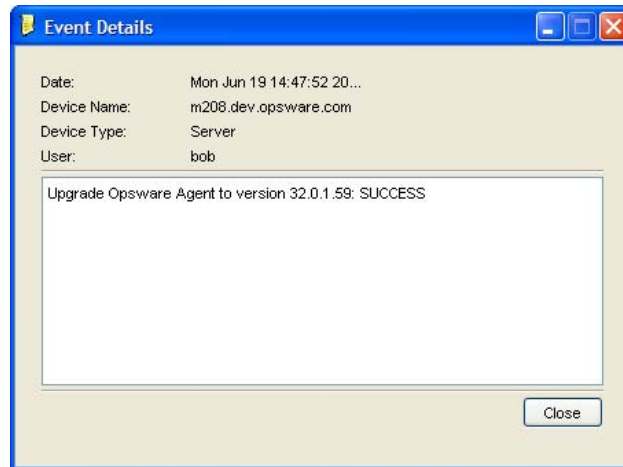 Event Details
Date: Mon Jun 19 14:47:52 20...
Device Name: m208.dev.opsware.com
Device Type: Server
User: bob
Upgrade Opsware Agent to version 32.0.1.59: SUCCESS
Close